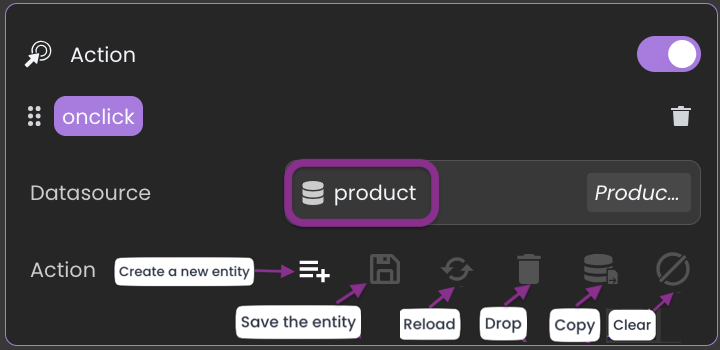 Action
onclick
Datasource
product
Produc...
Action
Create a new entity
Save the entity
Reload
Drop
Copy
Clear